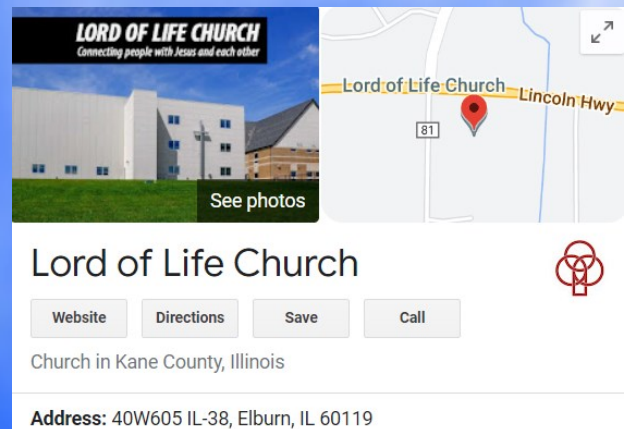 LORD OF LIFE CHURCH
Connecting people with Jesus and each other
See photos
Lord of Life Church
Lincoln Hwy
81
Lord of Life Church
Website
Directions
Save
Call
Church in Kane County, Illinois
Address: 40W605 IL-38, Elburn, IL 60119